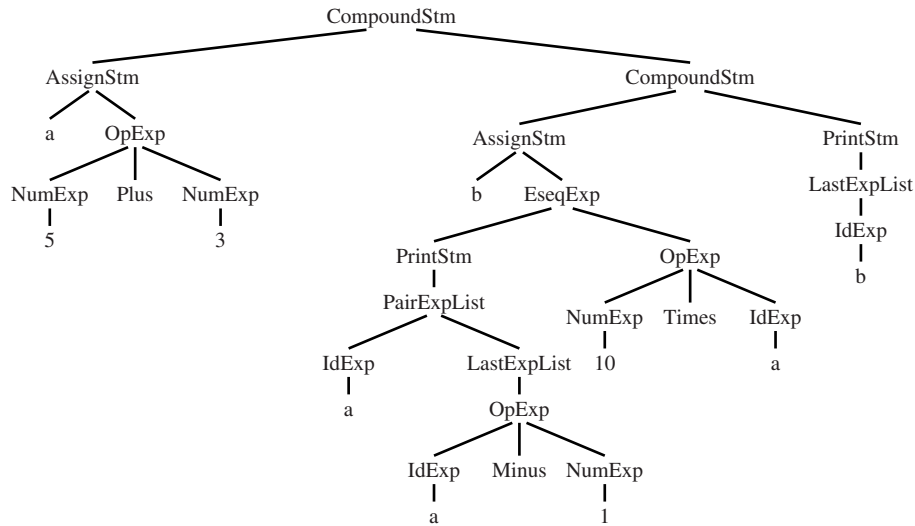 CompoundStm
AssignStm CompoundStm
a OpExp AssignStm PrintStm
NumExp Plus NumExp b EseqExp LastExpList
5 3 IdExp
PrintStm OpExp b
PairExpList
NumExp Times IdExp
IdExp LastExpList 10 a
a OpExp
IdExp Minus NumExp
a 1